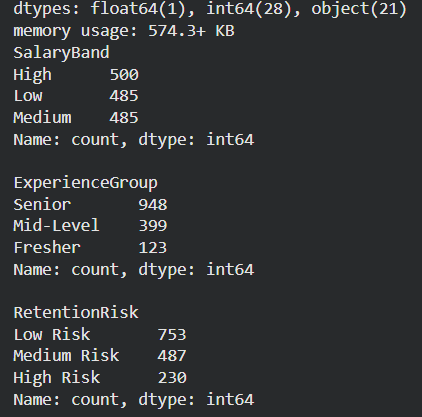 dtypes: float64(1), int64(28), object(21)
memory usage: 574.3+ KB
SalaryBand
High      500
Low       485
Medium    485
Name: count, dtype: int64

ExperienceGroup
Senior       948
Mid-Level    399
Fresher      123
Name: count, dtype: int64

RetentionRisk
Low Risk       753
Medium Risk    487
High Risk      230
Name: count, dtype: int64